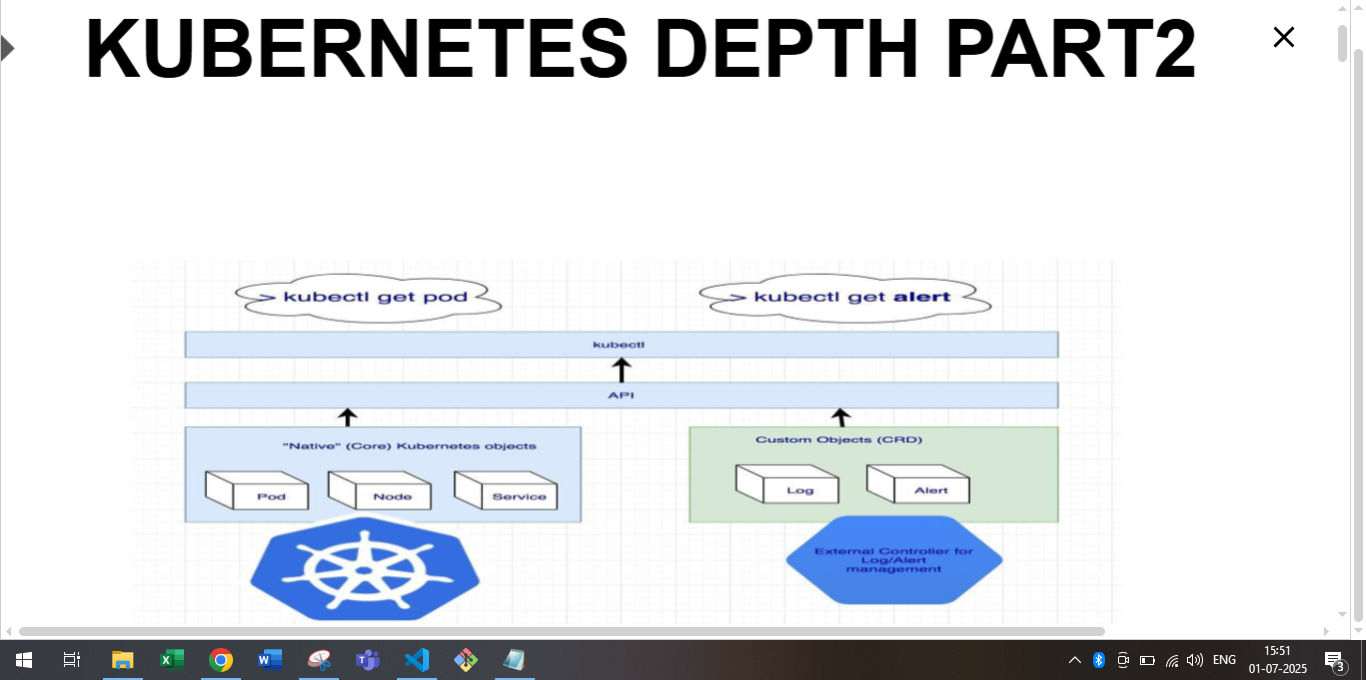 KUBERNETES DEPTH PART2
> kubectl get pod
> kubectl get alert
kubectl
API
"Native" (Core) Kubernetes objects
Pod
Node
Service
Custom Objects (CRD)
Log
Alert
External Controller for
Log/Alert
management
ENG
15:51
01-07-2025
3